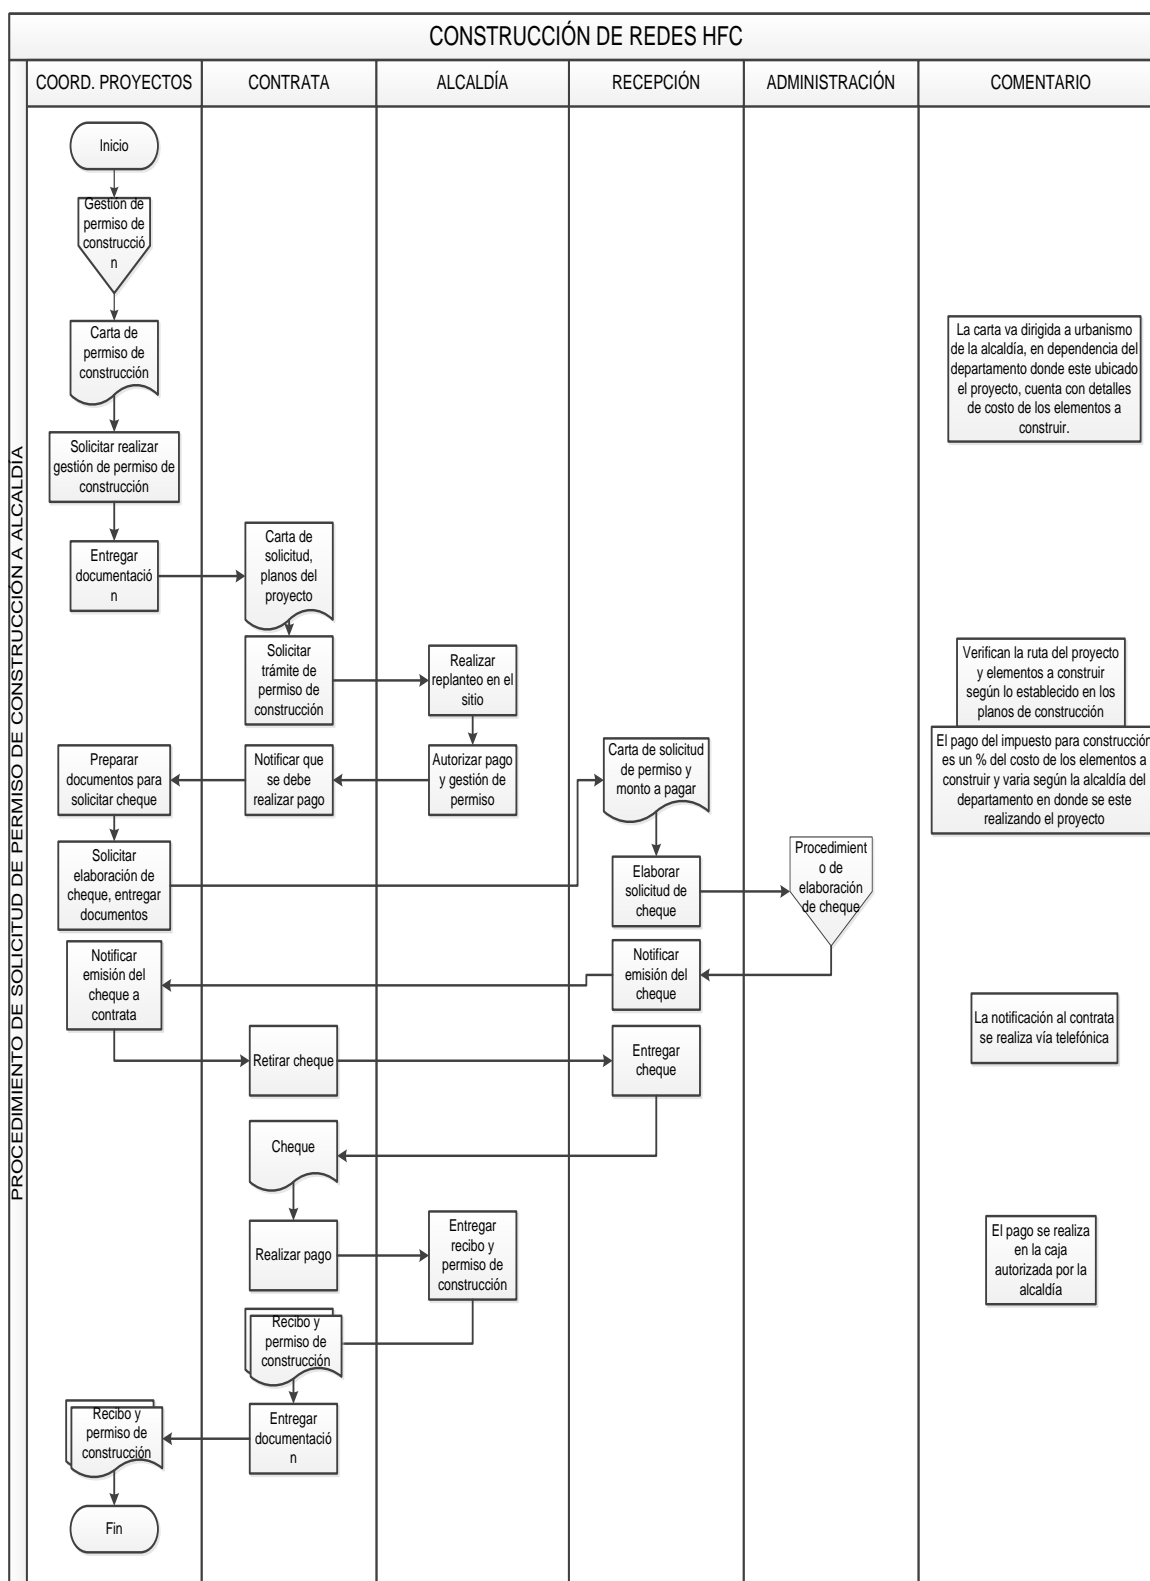 CONSTRUCCIÓN DE REDES HFC
COORD. PROYECTOS
CONTRATA
ALCALDÍA
RECEPCIÓN
ADMINISTRACIÓN
COMENTARIO
PROCEDIMIENTO DE SOLICITUD DE PERMISO DE CONSTRUCCIÓN A ALCALDÍA
Inicio
Gestión de
permiso de
construcció
n
Carta de
permiso de
construcción
La carta va dirigida a urbanismo
de la alcaldía, en dependencia del
departamento donde este ubicado
el proyecto, cuenta con detalles
de costo de los elementos a
construir.
Solicitar realizar
gestión de permiso de
construcción
Entregar
documentació
n
Carta de
solicitud,
planos del
proyecto
Solicitar
trámite de
permiso de
construcción
Realizar
replanteo en el
sitio
Verifican la ruta del proyecto
y elementos a construir
según lo establecido en los
planos de construcción
Preparar
documentos para
solicitar cheque
Notificar que
se debe
realizar pago
Autorizar pago
y gestión de
permiso
Carta de solicitud
de permiso y
monto a pagar
El pago del impuesto para construcción
es un % del costo de los elementos a
construir y varia según la alcaldía del
departamento en donde se este
realizando el proyecto
Solicitar
elaboración de
cheque, entregar
documentos
Elaborar
solicitud de
cheque
Procedimient
o de
elaboración
de cheque
Notificar
emisión del
cheque a
contrata
Notificar
emisión del
cheque
La notificación al contrata
se realiza vía telefónica
Retirar cheque
Entregar
cheque
Cheque
Realizar pago
Entregar
recibo y
permiso de
construcción
El pago se realiza
en la caja
autorizada por la
alcaldía
Recibo y
permiso de
construcción
Entregar
documentació
n
Recibo y
permiso de
construcción
Fin